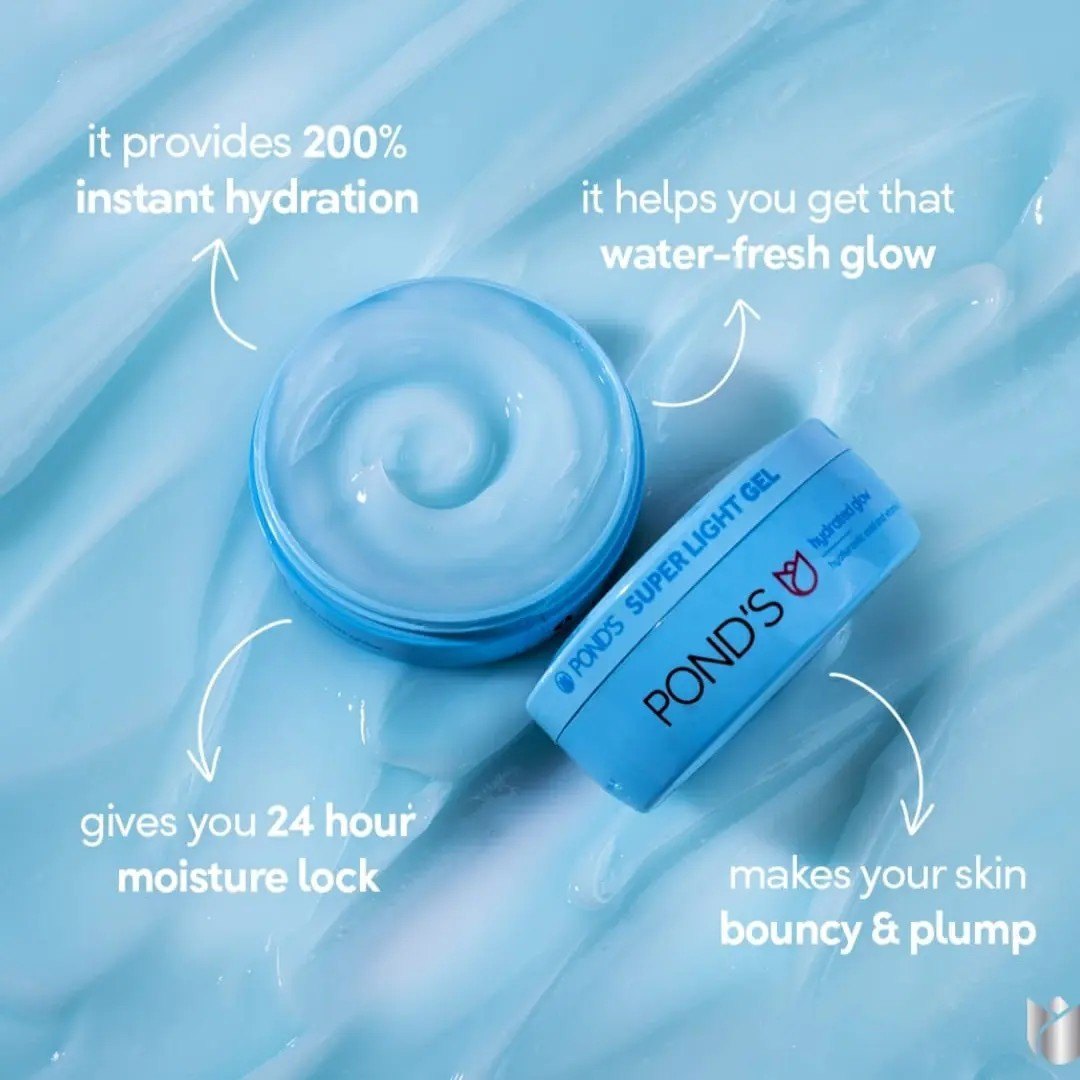 it provides 200%
instant hydration
it helps you get that
water-fresh glow
POND'S SUPER LIGHT GEL
POND'S
hydrated glow
gives you 24 hour
moisture lock
makes your skin
bouncy & plump